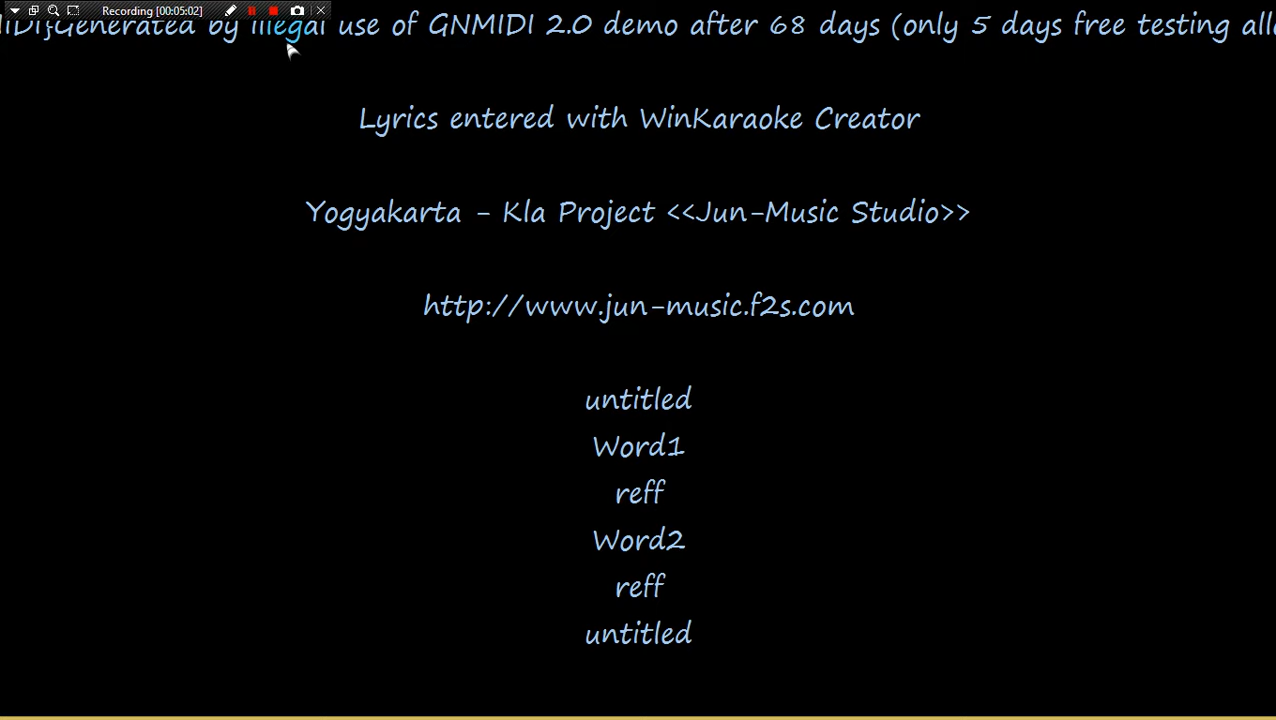 Recording [00:05:02]
Generated by illegal use of GNMIDI 2.0 demo after 68 days (only 5 days free testing
Lyrics entered with WinKaraoke Creator
Yogyakarta - Kla Project <<Jun-Music Studio>>
http://www.jun-music.f2s.com
untitled
Word1
reff
Word2
reff
untitled